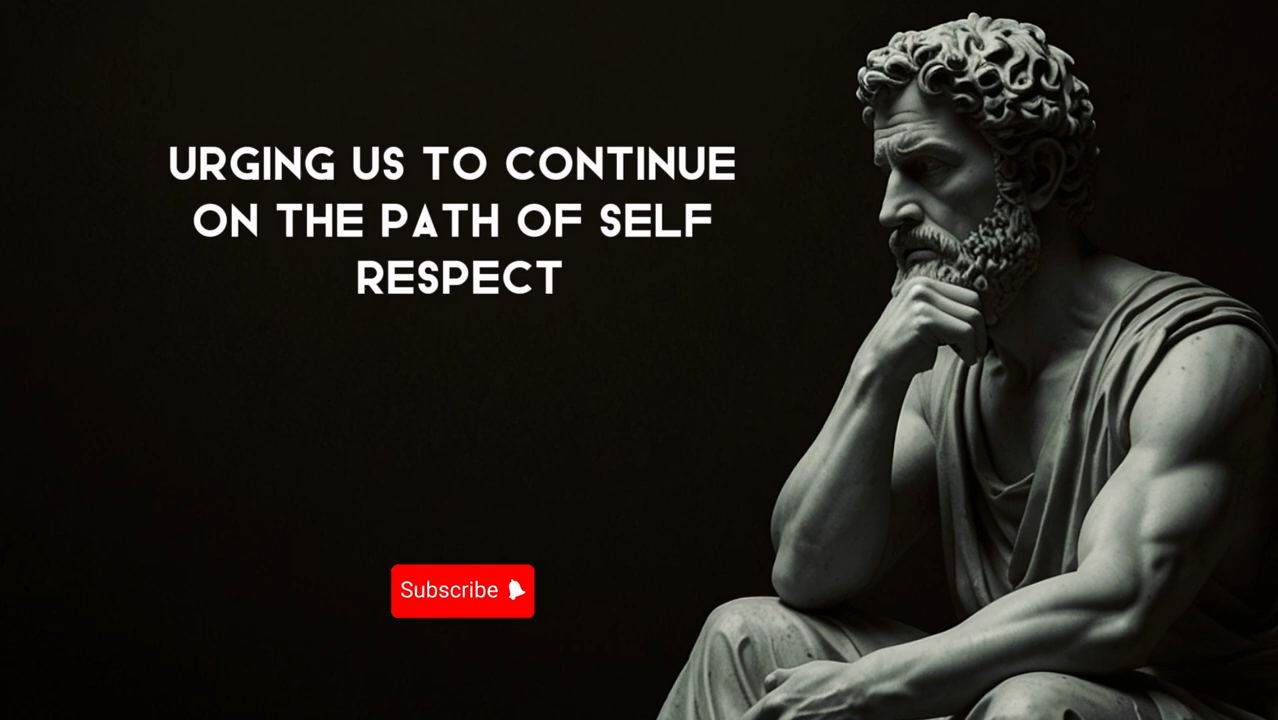 URGING US TO CONTINUE
ON THE PATH OF SELF
RESPECT
Subscribe